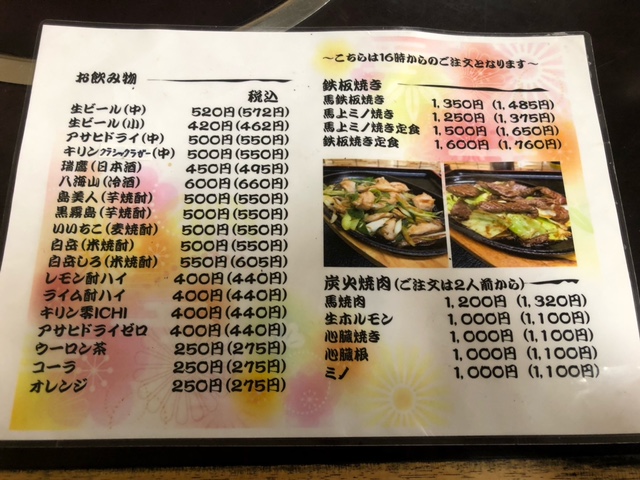 お飲み物
税込
生ビール(中) 520円(572円)
生ビール(小) 420円(462円)
アサヒドライ(中) 500円(550円)
キリンクラシックラガー(中) 500円(550円)
瑞鷹(日本酒) 450円(495円)
八海山(冷酒) 600円(660円)
島美人(芋焼酎) 500円(550円)
黒霧島(芋焼酎) 500円(550円)
いいちこ(麦焼酎) 500円(550円)
白岳(米焼酎) 500円(550円)
白岳しろ(米焼酎) 550円(605円)
レモン酎ハイ 400円(440円)
ライム酎ハイ 400円(440円)
キリン零ICHI 400円(440円)
アサヒドライゼロ 400円(440円)
ウーロン茶 250円(275円)
コーラ 250円(275円)
オレンジ 250円(275円)
～こちらは16時からのご注文となります～
鉄板焼き
馬鉄板焼き 1,350円(1,485円)
馬上ミノ焼き 1,250円(1,375円)
馬上ミノ焼き定食 1,500円(1,650円)
鉄板焼き定食 1,600円(1,760円)
炭火焼肉(ご注文は2人前から)
馬焼肉 1,200円(1,320円)
生ホルモン 1,000円(1,100円)
心臓焼き 1,000円(1,100円)
心臓根 1,000円(1,100円)
ミノ 1,000円(1,100円)